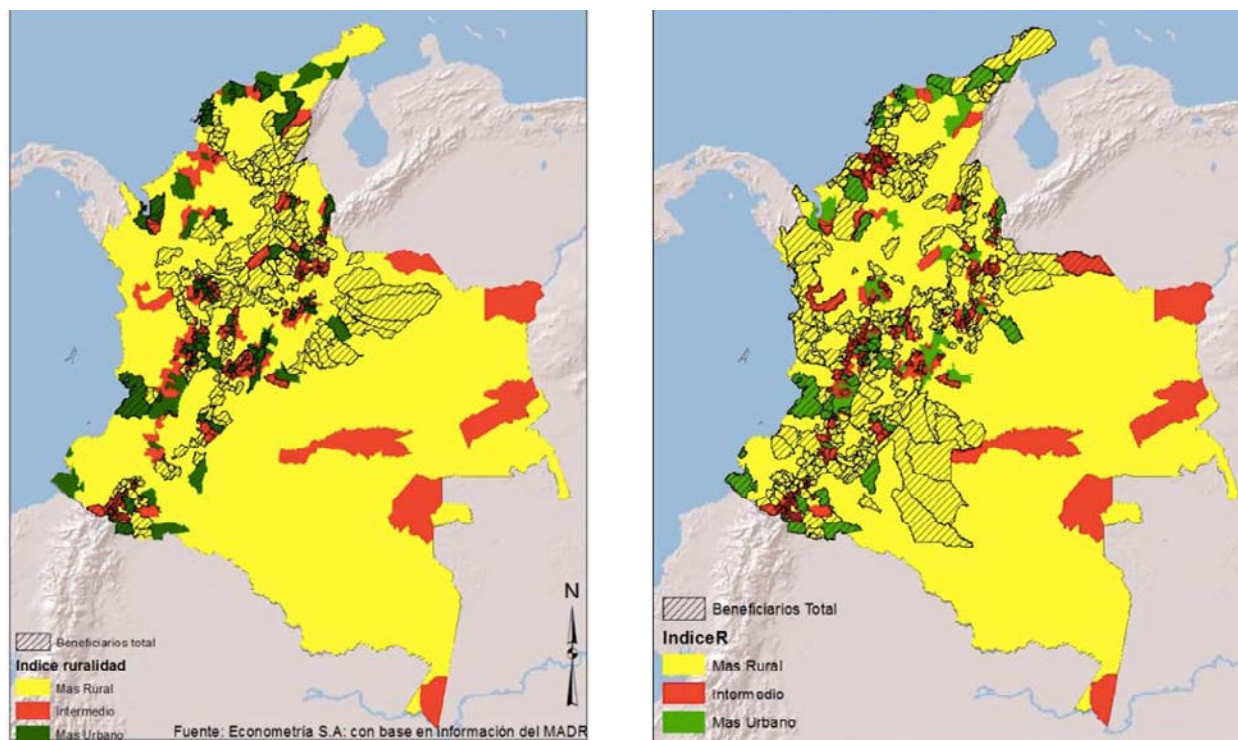 N
Beneficiarios total
Indice ruralidad
Mas Rural
Intermedio
Mas Urbano
Fuente: Econometría S.A: con base en información del MADR
Beneficiarios Total
IndiceR
Mas Rural
Intermedio
Mas Urbano